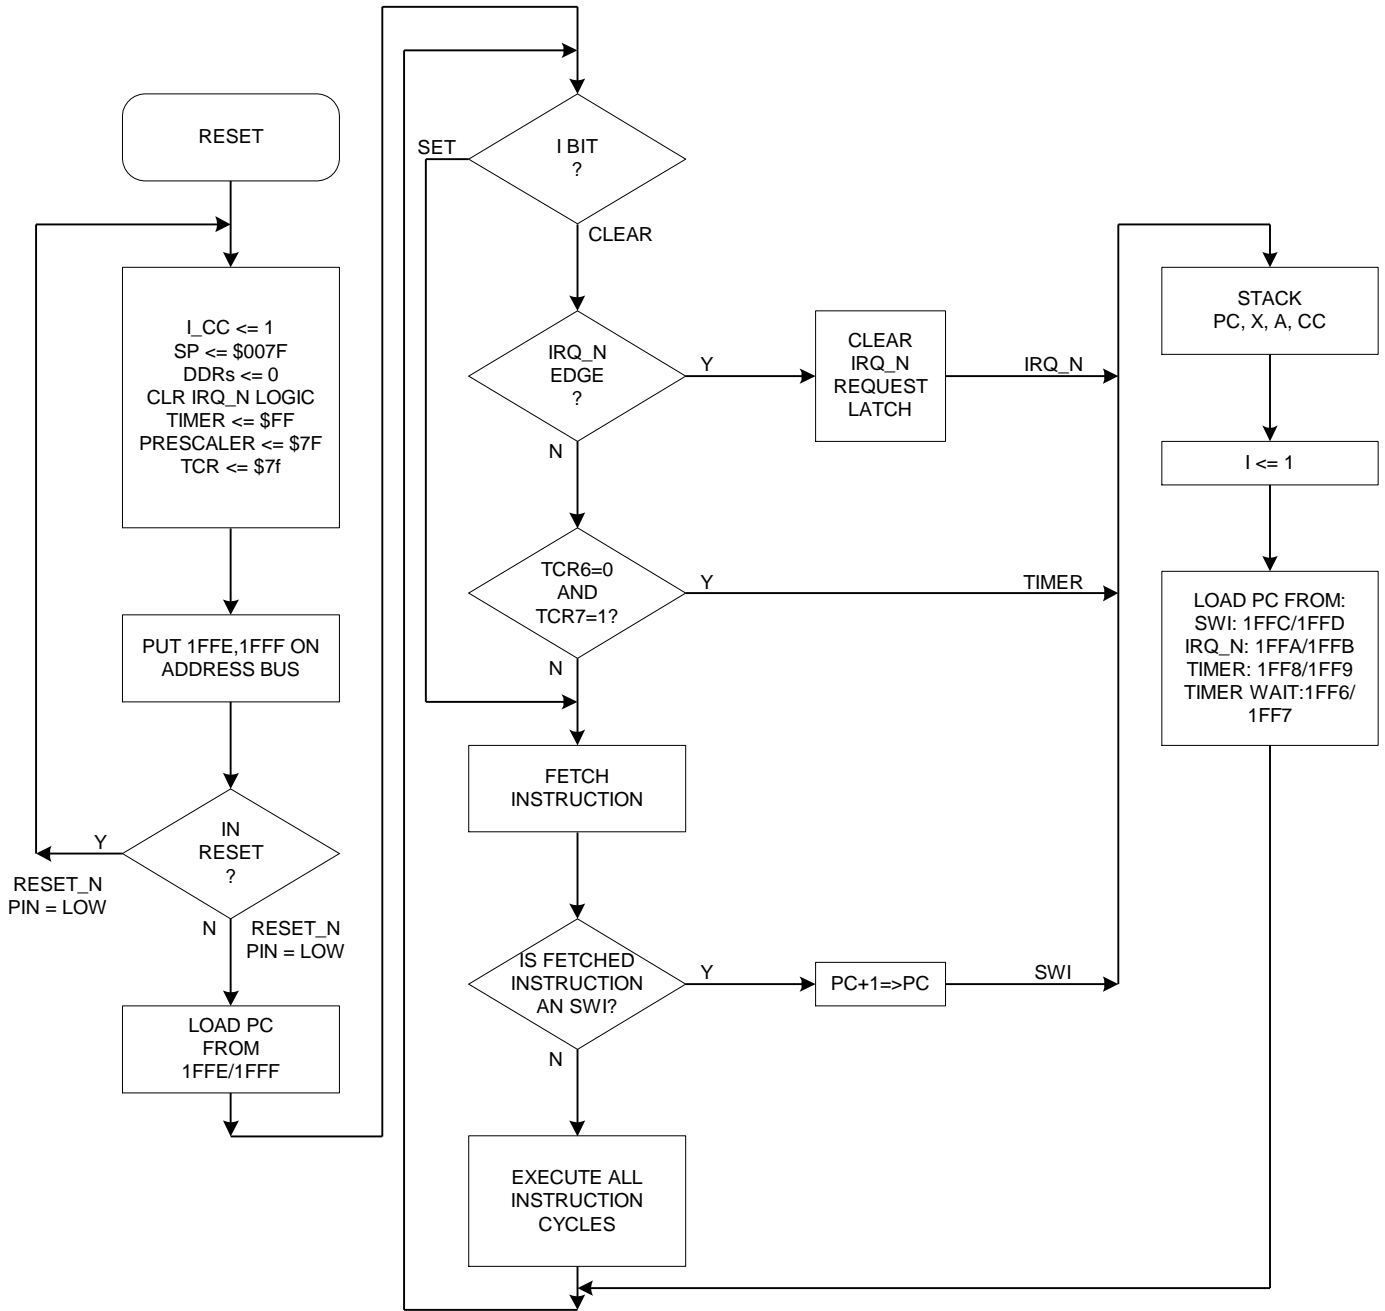 RESET
I_CC <= 1
SP <= $007F
DDRs <= 0
CLR IRQ_N LOGIC
TIMER <= $FF
PRESCALER <= $7F
TCR <= $7f
PUT 1FFE,1FFF ON
ADDRESS BUS
IN
RESET
?
Y
RESET_N
PIN = LOW
N
RESET_N
PIN = LOW
LOAD PC
FROM
1FFE/1FFF
I BIT
?
SET
CLEAR
IRQ_N
EDGE
?
Y
N
CLEAR
IRQ_N
REQUEST
LATCH
IRQ_N
TCR6=0
AND
TCR7=1?
Y
TIMER
N
FETCH
INSTRUCTION
IS FETCHED
INSTRUCTION
AN SWI?
Y
PC+1=>PC
SWI
N
EXECUTE ALL
INSTRUCTION
CYCLES
STACK
PC, X, A, CC
I <= 1
LOAD PC FROM:
SWI: 1FFC/1FFD
IRQ_N: 1FFA/1FFB
TIMER: 1FF8/1FF9
TIMER WAIT:1FF6/
1FF7